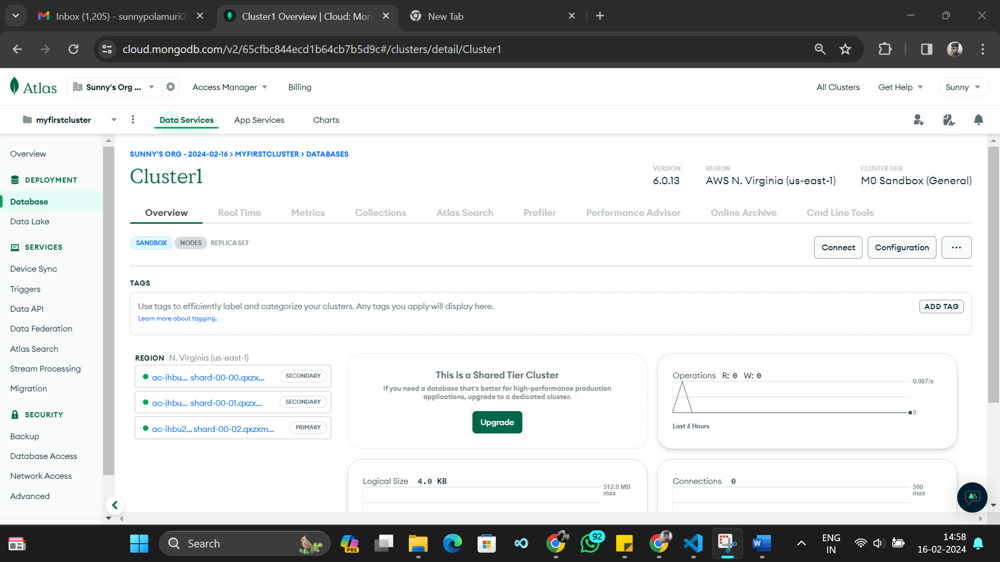 Inbox (1,205) - sunnypolamuri0
Cluster1 Overview | Cloud: Mon
New Tab
cloud.mongodb.com/v2/65cfbc844ecd1b64cb7b5d9c#/clusters/detail/Cluster1
Atlas
Sunny's Org ...
Access Manager
Billing
All Clusters
Get Help
Sunny
myfirstcluster
Data Services
App Services
Charts
Overview
DEPLOYMENT
Database
Data Lake
SERVICES
Device Sync
Triggers
Data API
Data Federation
Atlas Search
Stream Processing
Migration
SECURITY
Backup
Database Access
Network Access
Advanced
SUNNY'S ORG - 2024-02-16 > MYFIRSTCLUSTER > DATABASES
Cluster1
VERSION
6.0.13
REGION
AWS N. Virginia (us-east-1)
CLUSTER TIER
M0 Sandbox (General)
Overview
Real Time
Metrics
Collections
Atlas Search
Profiler
Performance Advisor
Online Archive
Cmd Line Tools
SANDBOX
NODES
REPLICA SET
Connect
Configuration
...
TAGS
Use tags to efficiently label and categorize your clusters. Any tags you apply will display here.
Learn more about tagging.
ADD TAG
REGION N. Virginia (us-east-1)
ac-ihbu... shard-00-00.qxzx...
SECONDARY
ac-ihbu... shard-00-01.qxzx...
SECONDARY
ac-ihbu2...shard-00-02.qxzxm...
PRIMARY
This is a Shared Tier Cluster
If you need a database that's better for high-performance production
applications, upgrade to a dedicated cluster.
Upgrade
Operations R: 0 W: 0
0.007/s
0
Last 6 Hours
Logical Size 4.0 KB
512.0 MB
max
Connections 0
500
max
Search
PRE
92
W
ENG
IN
14:58
16-02-2024